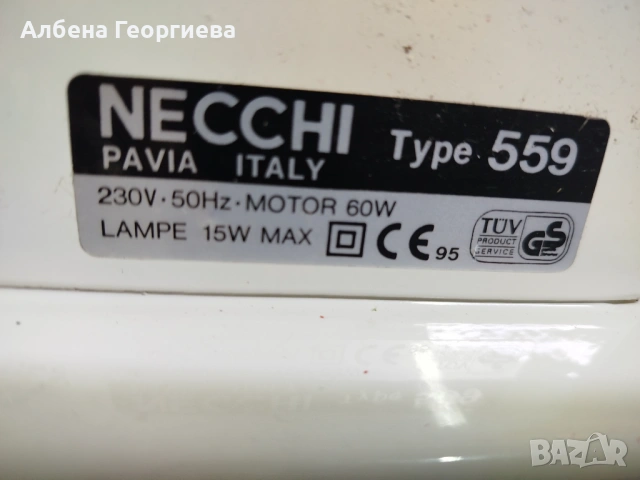 Албена Георгиева
NECCHI
PAVIA ITALY Type 559
230V·50Hz·MOTOR 60W
LAMPE 15W MAX CE 95 TÜV PRODUCT SERVICE GS
BAZAR